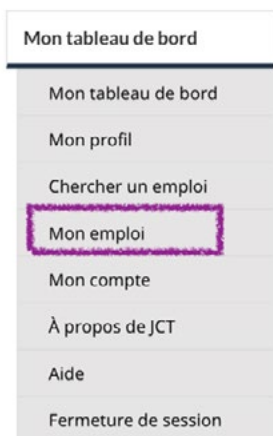 Mon tableau de bord
Mon tableau de bord
Mon profil
Chercher un emploi
Mon emploi
Mon compte
À propos de JCT
Aide
Fermeture de session